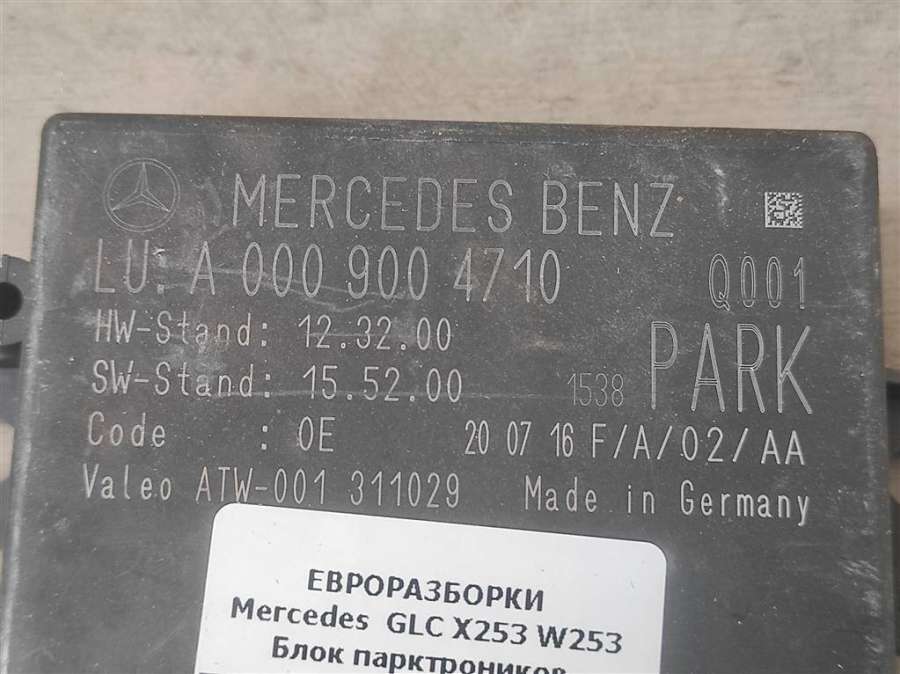 MERCEDES BENZ
LU: A 000 900 4710 Q001
HW-Stand: 12.32.00
SW-Stand: 15.52.00 1538 PARK
Code : 0E 20 07 16 F/A/02/AA
Valeo ATW-001 311029 Made in Germany
ЕВРОРАЗБОРКИ
Mercedes GLC X253 W253
Блок парктроников